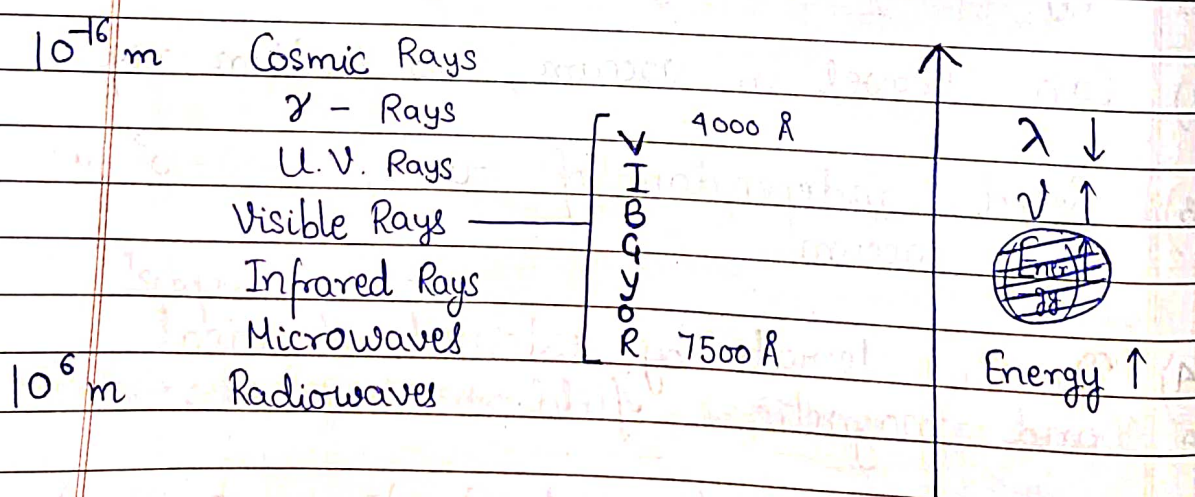 10⁻¹⁶ m Cosmic Rays
γ - Rays 4000 Å λ ↓
U.V. Rays V
I
Visible Rays B ν ↑
G
Infrared Rays Y
O
Microwaves R 7500 Å Energy ↑
10⁶ m Radiowaves